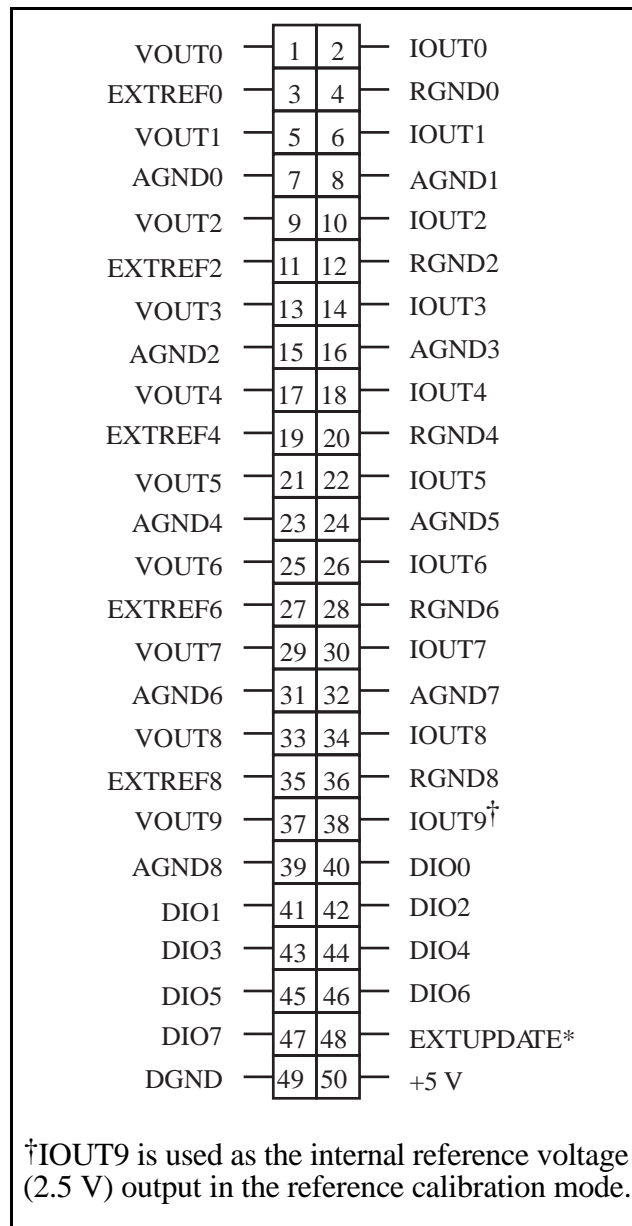 VOUT0 1 2 IOUT0
EXTREF0 3 4 RGND0
VOUT1 5 6 IOUT1
AGND0 7 8 AGND1
VOUT2 9 10 IOUT2
EXTREF2 11 12 RGND2
VOUT3 13 14 IOUT3
AGND2 15 16 AGND3
VOUT4 17 18 IOUT4
EXTREF4 19 20 RGND4
VOUT5 21 22 IOUT5
AGND4 23 24 AGND5
VOUT6 25 26 IOUT6
EXTREF6 27 28 RGND6
VOUT7 29 30 IOUT7
AGND6 31 32 AGND7
VOUT8 33 34 IOUT8
EXTREF8 35 36 RGND8
VOUT9 37 38 IOUT9†
AGND8 39 40 DIO0
DIO1 41 42 DIO2
DIO3 43 44 DIO4
DIO5 45 46 DIO6
DIO7 47 48 EXTUPDATE*
DGND 49 50 +5 V
†IOUT9 is used as the internal reference voltage
(2.5 V) output in the reference calibration mode.